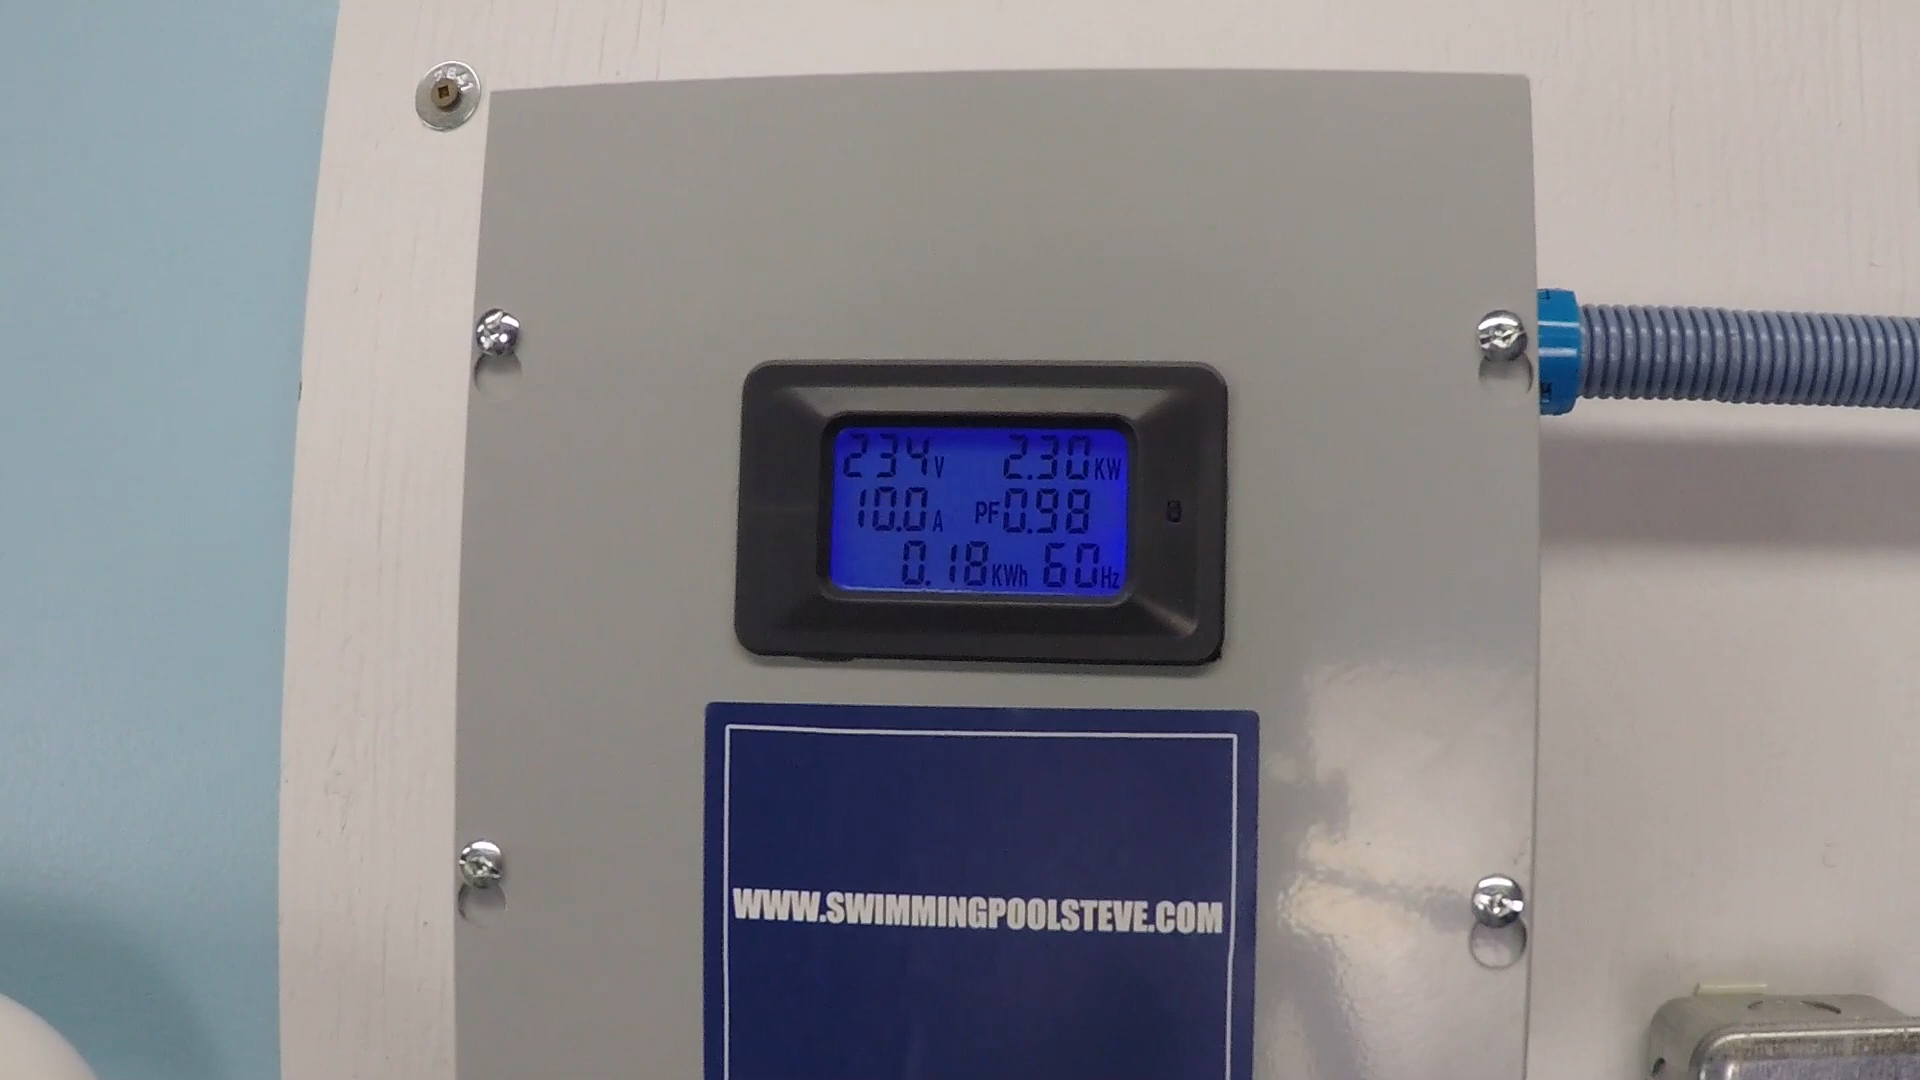 234V 2.30KW
10.0A PF0.98
0.18KWh 60Hz
WWW.SWIMMINGPOOLSTEVE.COM